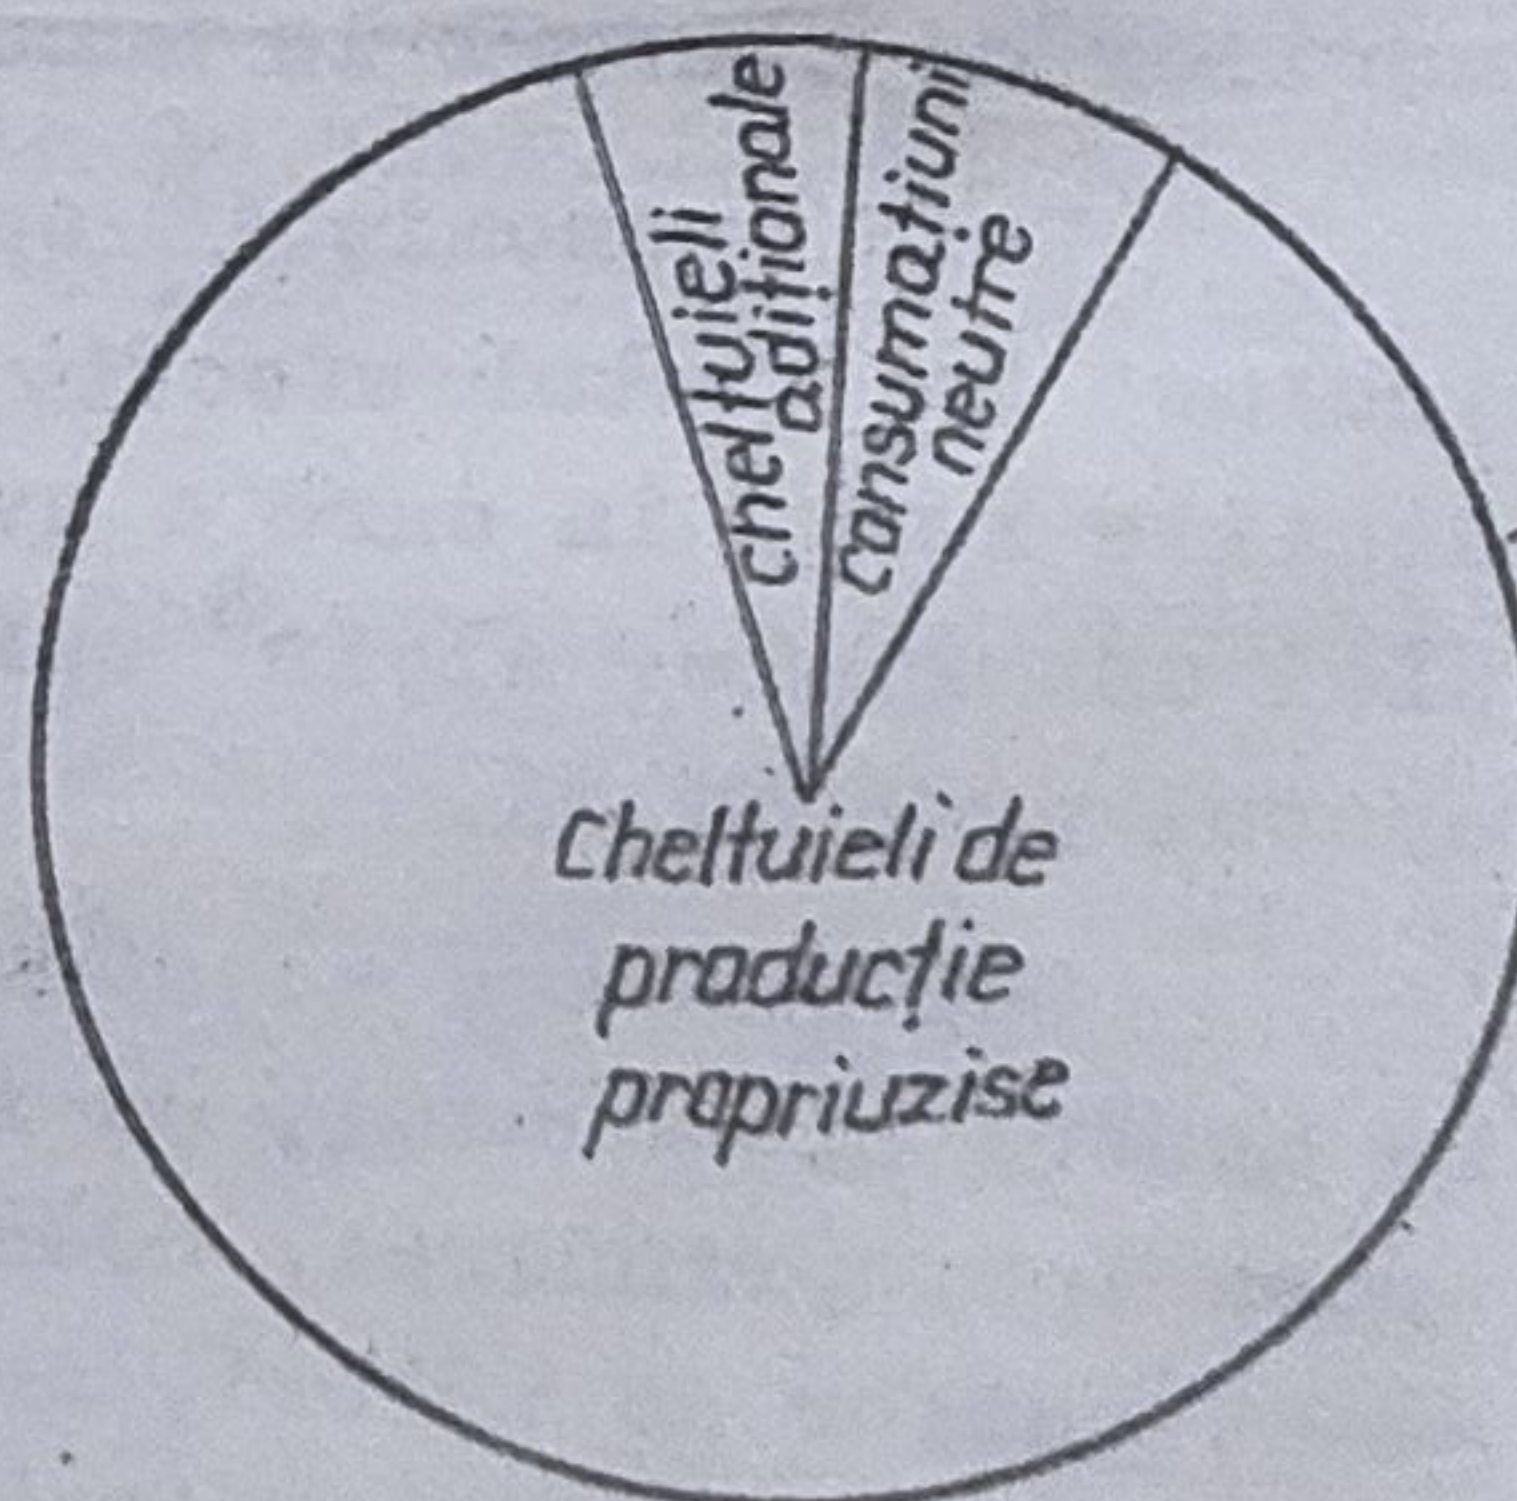 cheltuieli
adiționale
consumațiuni
neutre
Cheltuieli de
producție
propriuzise